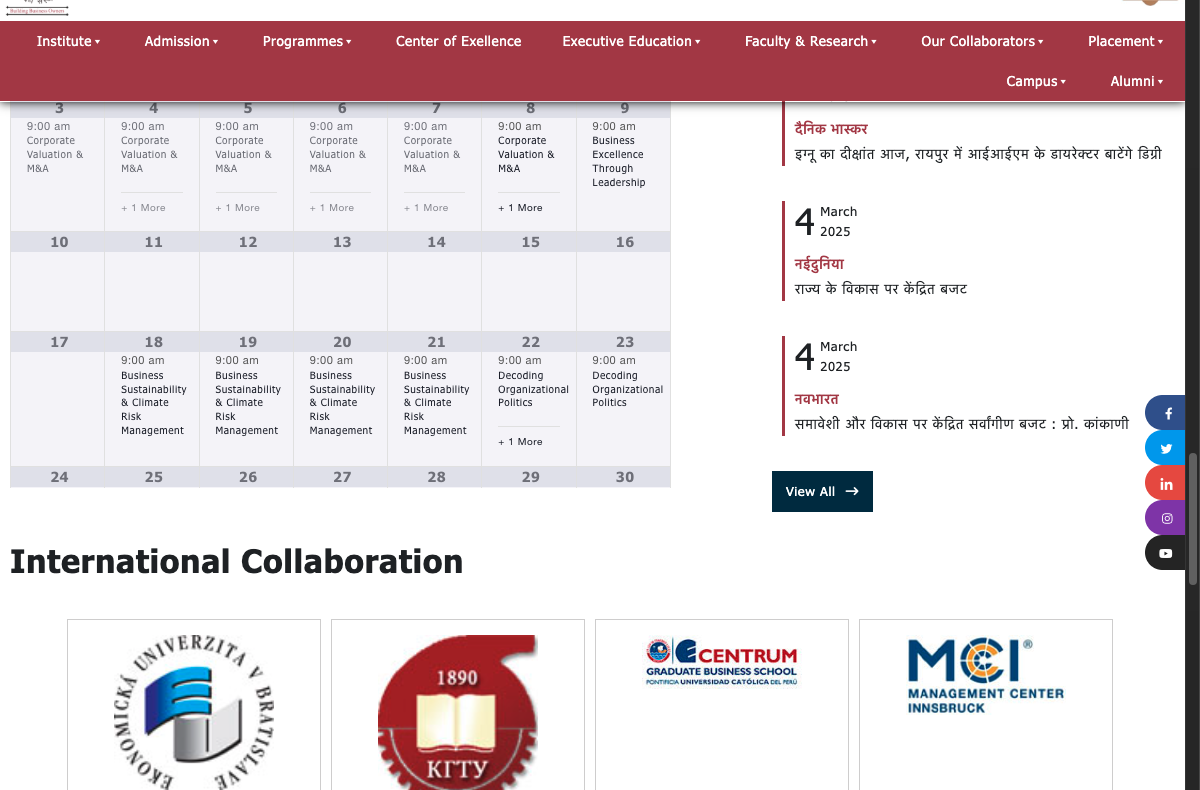 Building Business Owners
Institute
Admission
Programmes
Center of Exellence
Executive Education
Faculty & Research
Our Collaborators
Placement
Campus
Alumni
3
4
5
6
7
8
9
9:00 am
Corporate
Valuation &
M&A
9:00 am
Corporate
Valuation &
M&A
+ 1 More
9:00 am
Corporate
Valuation &
M&A
+ 1 More
9:00 am
Corporate
Valuation &
M&A
+ 1 More
9:00 am
Corporate
Valuation &
M&A
+ 1 More
9:00 am
Corporate
Valuation &
M&A
+ 1 More
9:00 am
Business
Excellence
Through
Leadership
10
11
12
13
14
15
16
17
18
19
20
21
22
23
9:00 am
Business
Sustainability
& Climate
Risk
Management
9:00 am
Business
Sustainability
& Climate
Risk
Management
9:00 am
Business
Sustainability
& Climate
Risk
Management
9:00 am
Business
Sustainability
& Climate
Risk
Management
9:00 am
Decoding
Organizational
Politics
+ 1 More
9:00 am
Decoding
Organizational
Politics
24
25
26
27
28
29
30
दैनिक भास्कर
इग्नू का दीक्षांत आज, रायपुर में आईआईएम के डायरेक्टर बाटेंगे डिग्री
4 March
2025
नईदुनिया
राज्य के विकास पर केंद्रित बजट
4 March
2025
नवभारत
समावेशी और विकास पर केंद्रित सर्वांगीण बजट : प्रो. कांकाणी
View All
International Collaboration
EKONOMICKÁ UNIVERZITA V BRATISLAVE
1890
КГТУ
CENTRUM
GRADUATE BUSINESS SCHOOL
PONTIFICIA UNIVERSIDAD CATÓLICA DEL PERÚ
MCI®
MANAGEMENT CENTER
INNSBRUCK